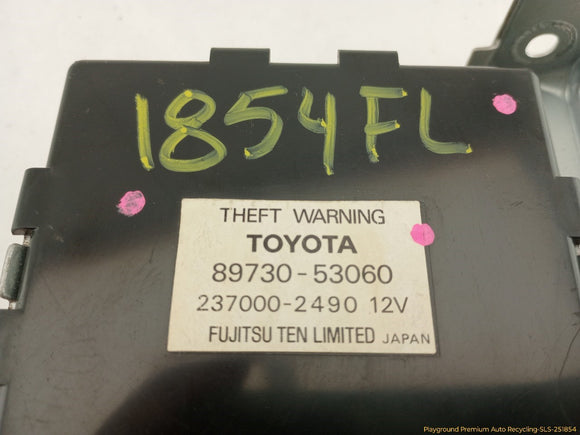 1854FL
THEFT WARNING
TOYOTA
89730-53060
237000-2490 12V
FUJITSU TEN LIMITED JAPAN
Playground Premium Auto Recycling-SLS-251854